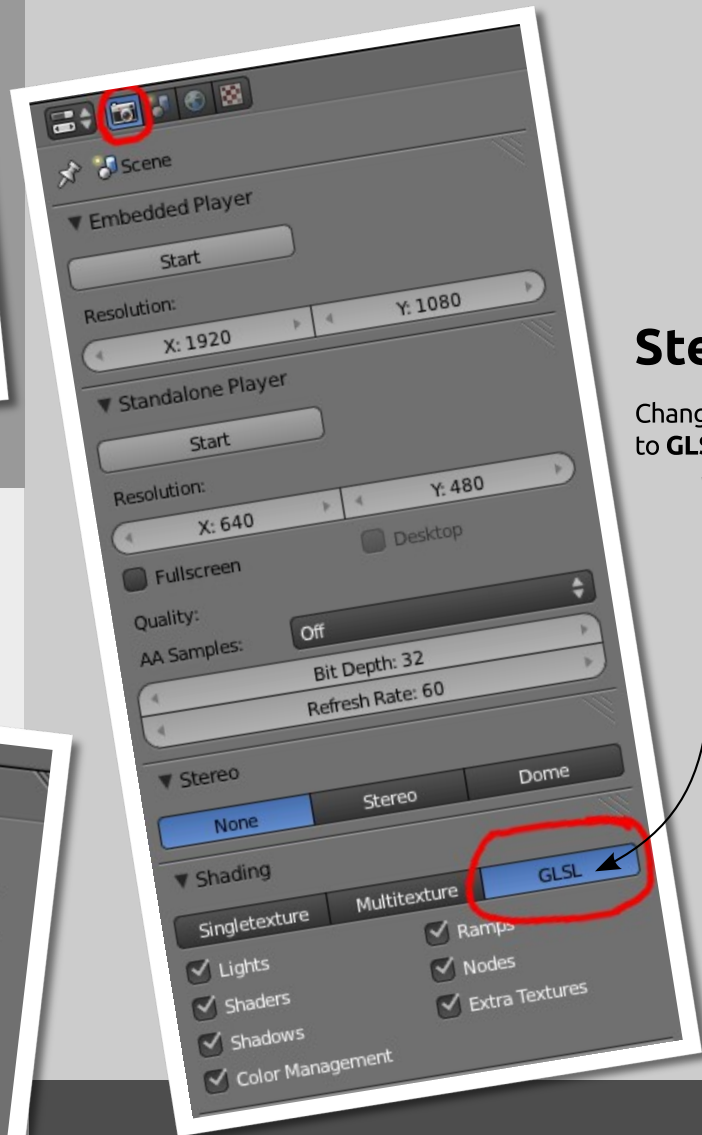 Scene
Embedded Player
Start
Resolution:
X: 1920 Y: 1080
Standalone Player
Start
Resolution:
X: 640 Y: 480
Fullscreen Desktop
Quality:
AA Samples: Off
Bit Depth: 32
Refresh Rate: 60
Stereo
None Stereo Dome
Shading
Singletexture Multitexture GLSL
Lights Ramps
Shaders Nodes
Shadows Extra Textures
Color Management
to